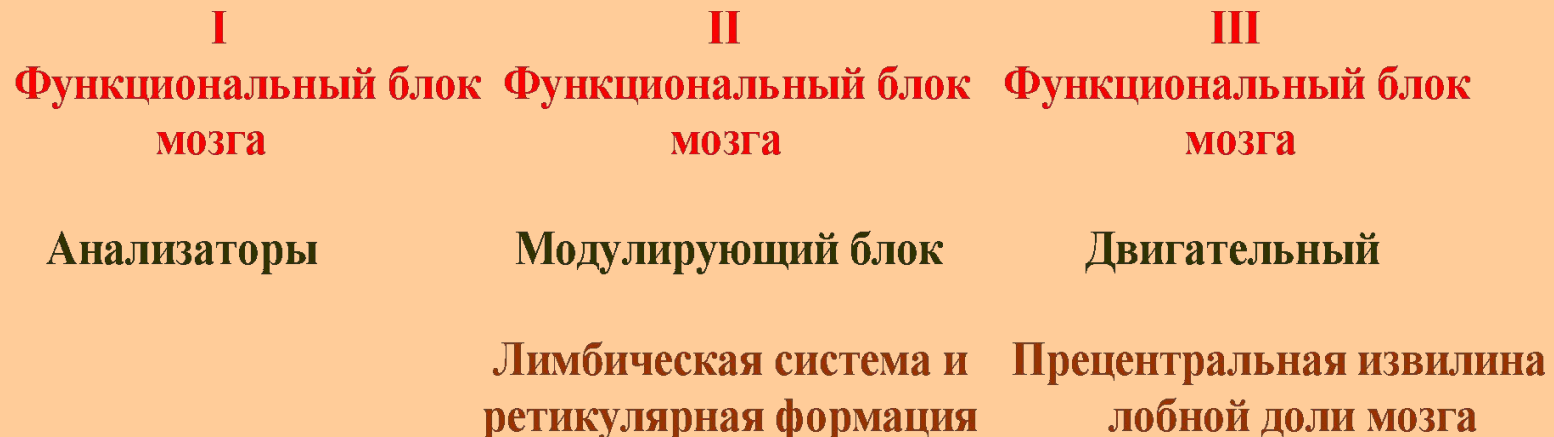 I
Функциональный блок
мозга
Анализаторы
II
Функциональный блок
мозга
Модулирующий блок
Лимбическая система и
ретикулярная формация
III
Функциональный блок
мозга
Двигательный
Прецентральная извилина
лобной доли мозга